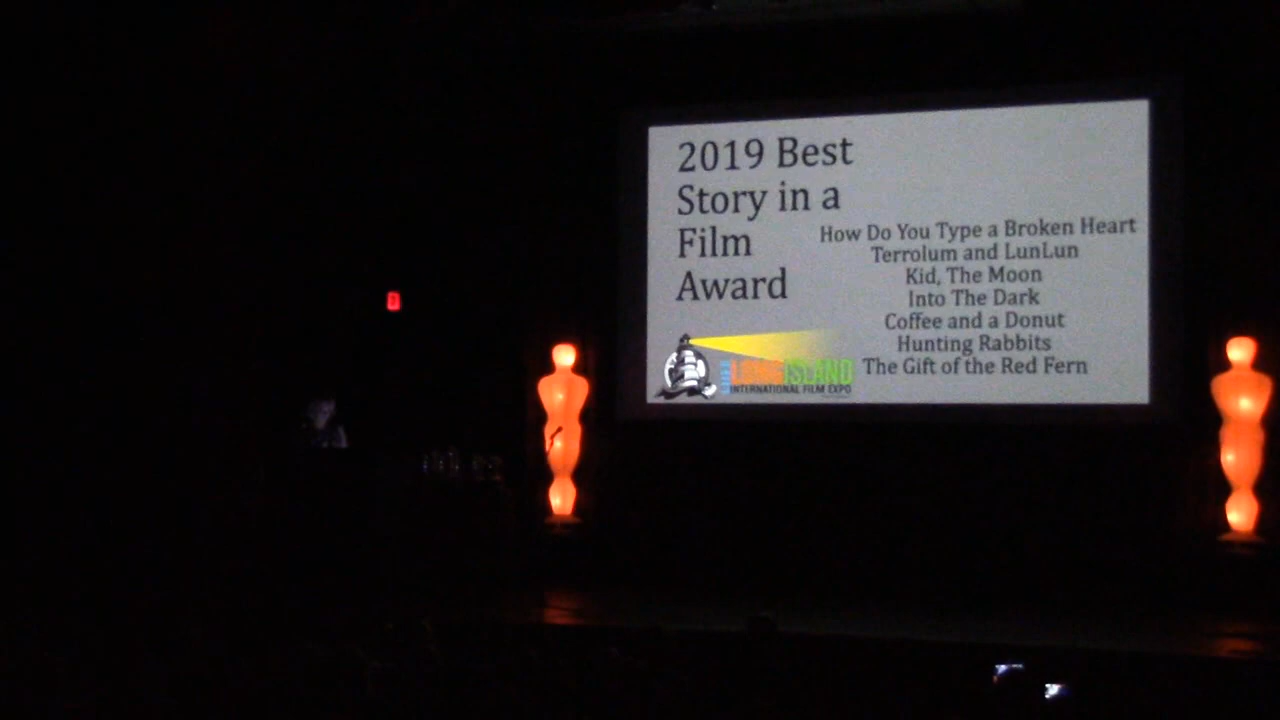 2019 Best
Story in a
Film
Award
How Do You Type a Broken Heart
Terrolum and LunLun
Kid, The Moon
Into The Dark
Coffee and a Donut
Hunting Rabbits
The Gift of the Red Fern
LONG ISLAND
INTERNATIONAL FILM EXPO